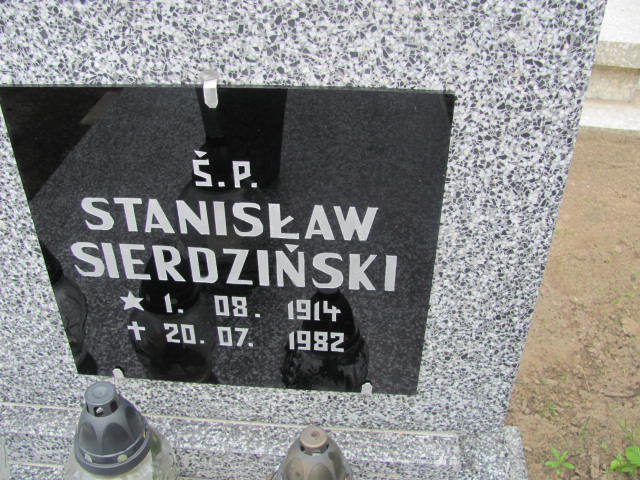 Ś.P.
STANISŁAW
SIERDZIŃSKI
★ 1. 08. 1914
✝ 20. 07. 1982